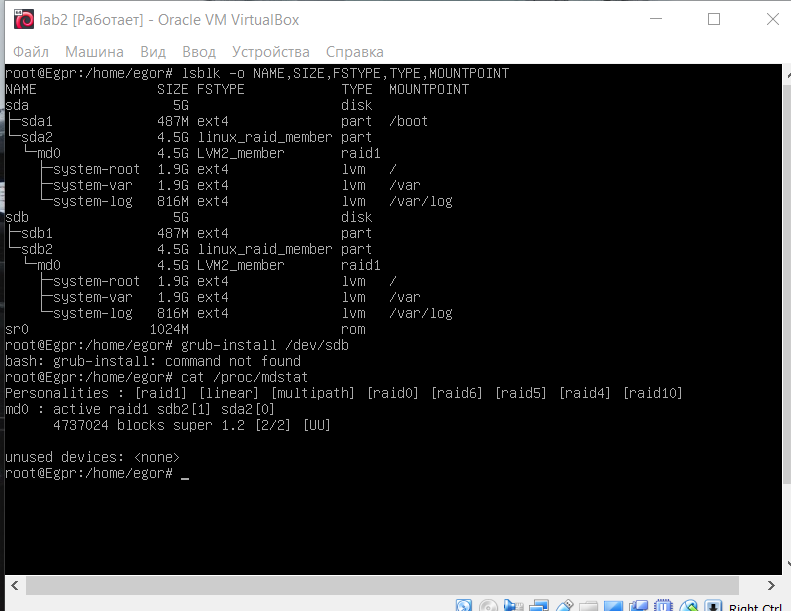 lab2 [Работает] - Oracle VM VirtualBox
Файл Машина Вид Ввод Устройства Справка
root@Egpr:/home/egor# lsblk -o NAME,SIZE,FSTYPE,TYPE,MOUNTPOINT
NAME SIZE FSTYPE TYPE MOUNTPOINT
sda 5G disk
├─sda1 487M ext4 part /boot
└─sda2 4.5G linux_raid_member part
  └─md0 4.5G LVM2_member raid1
    ├─system-root 1.9G ext4 lvm /
    ├─system-var 1.9G ext4 lvm /var
    └─system-log 816M ext4 lvm /var/log
sdb 5G disk
├─sdb1 487M ext4 part
└─sdb2 4.5G linux_raid_member part
  └─md0 4.5G LVM2_member raid1
    ├─system-root 1.9G ext4 lvm /
    ├─system-var 1.9G ext4 lvm /var
    └─system-log 816M ext4 lvm /var/log
sr0 1024M rom
root@Egpr:/home/egor# grub-install /dev/sdb
bash: grub-install: command not found
root@Egpr:/home/egor# cat /proc/mdstat
Personalities : [raid1] [linear] [multipath] [raid0] [raid6] [raid5] [raid4] [raid10]
md0 : active raid1 sdb2[1] sda2[0]
      4737024 blocks super 1.2 [2/2] [UU]
unused devices: <none>
root@Egpr:/home/egor# _
Right Ctrl